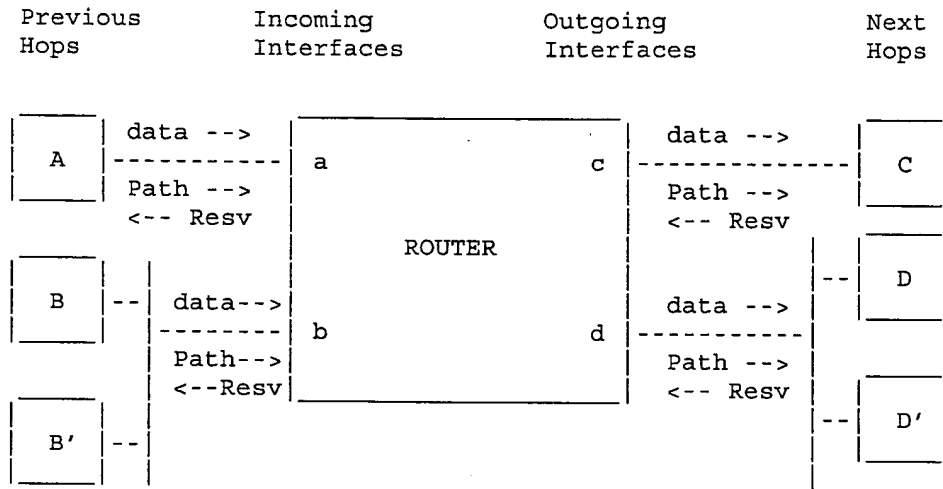 Previous Hops
Incoming Interfaces
Outgoing Interfaces
Next Hops
data -->
data -->
A
a
c
C
Path -->
<-- Resv
Path -->
<-- Resv
ROUTER
B
data-->
b
data -->
d
D
Path-->
<--Resv
Path -->
<-- Resv
B'
D'